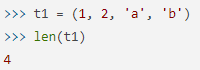 >>> t1 = (1, 2, 'a', 'b')
>>> len(t1)
4